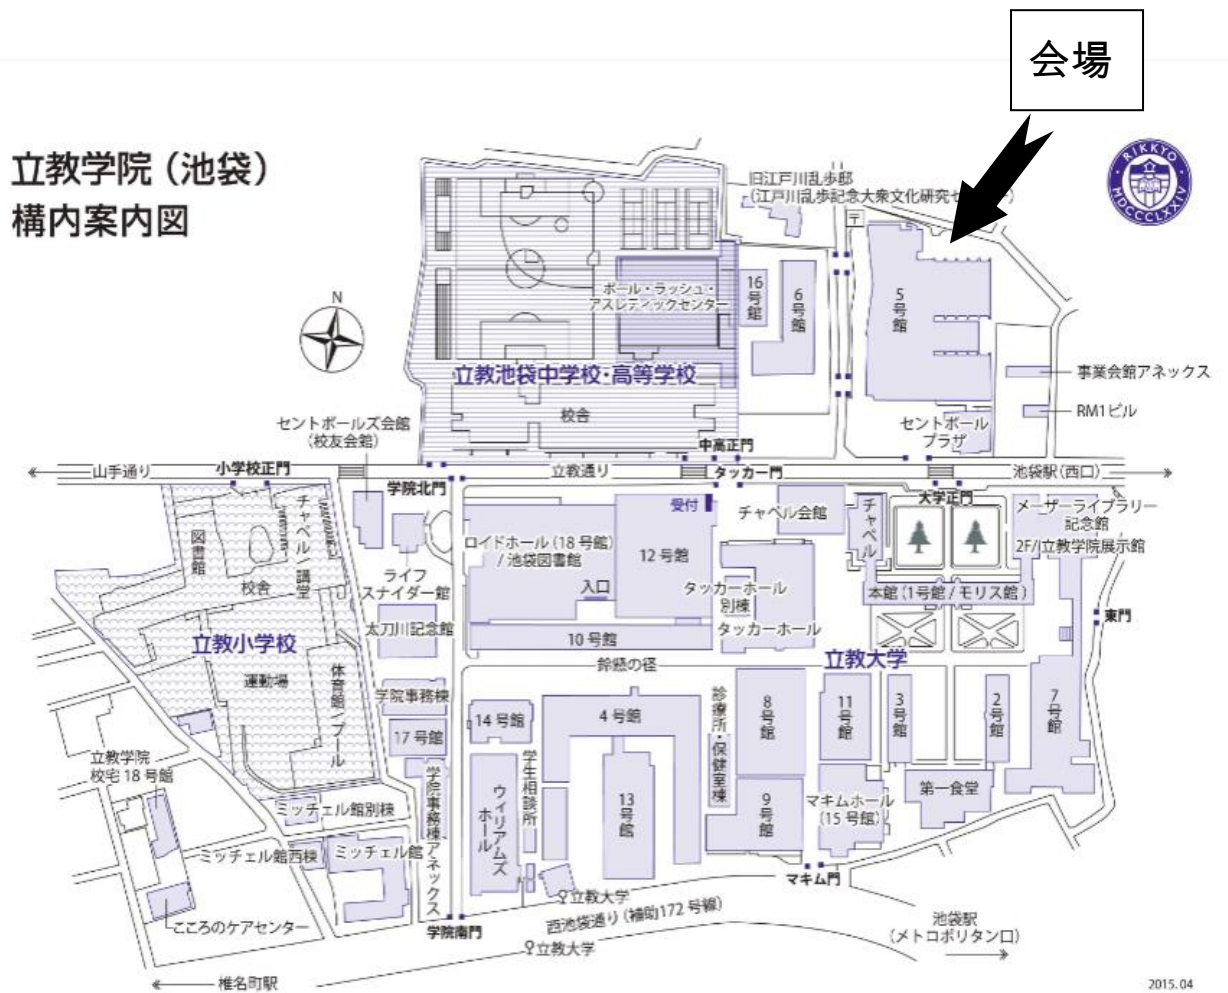 会場
立教学院（池袋）
構内案内図
RIKKYO
MDCCCLXXIV
N
旧江戸川乱歩邸
（江戸川乱歩記念大衆文化研究セ
〒
ポール・ラッシュ・
アスレティックセンター
16号館
6号館
5号館
立教池袋中学校・高等学校
校舎
事業会館アネックス
RM1ビル
セントポールズ会館
（校友会館）
セントポール
プラザ
中高正門
山手通り
小学校正門
立教通り
タッカー門
池袋駅（西口）
学院北門
大学正門
受付
チャペル会館
チャペル
メーザーライブラリー
記念館
2F/立教学院展示館
図書館
チャペル/講堂
校舎
ロイドホール（18号館）
/池袋図書館
12号館
入口
ライフ
スナイダー館
タッカーホール
別棟
タッカーホール
本館（1号館/モリス館）
太刀川記念館
10号館
東門
立教小学校
鈴懸の径
立教大学
運動場
体育館/プール
学院事務棟
17号館
14号館
4号館
診療所・保健室棟
8号館
11号館
3号館
2号館
7号館
立教学院
校宅18号館
学院事務棟アネックス
ウィリアムズ
ホール
学生相談所
13号館
9号館
マキムホール
（15号館）
第一食堂
ミッチェル館別棟
ミッチェル館西棟
ミッチェル館
マキム門
立教大学
西池袋通り（補助172号線）
こころのケアセンター
学院南門
立教大学
池袋駅
（メトロポリタン口）
椎名町駅
2015.04